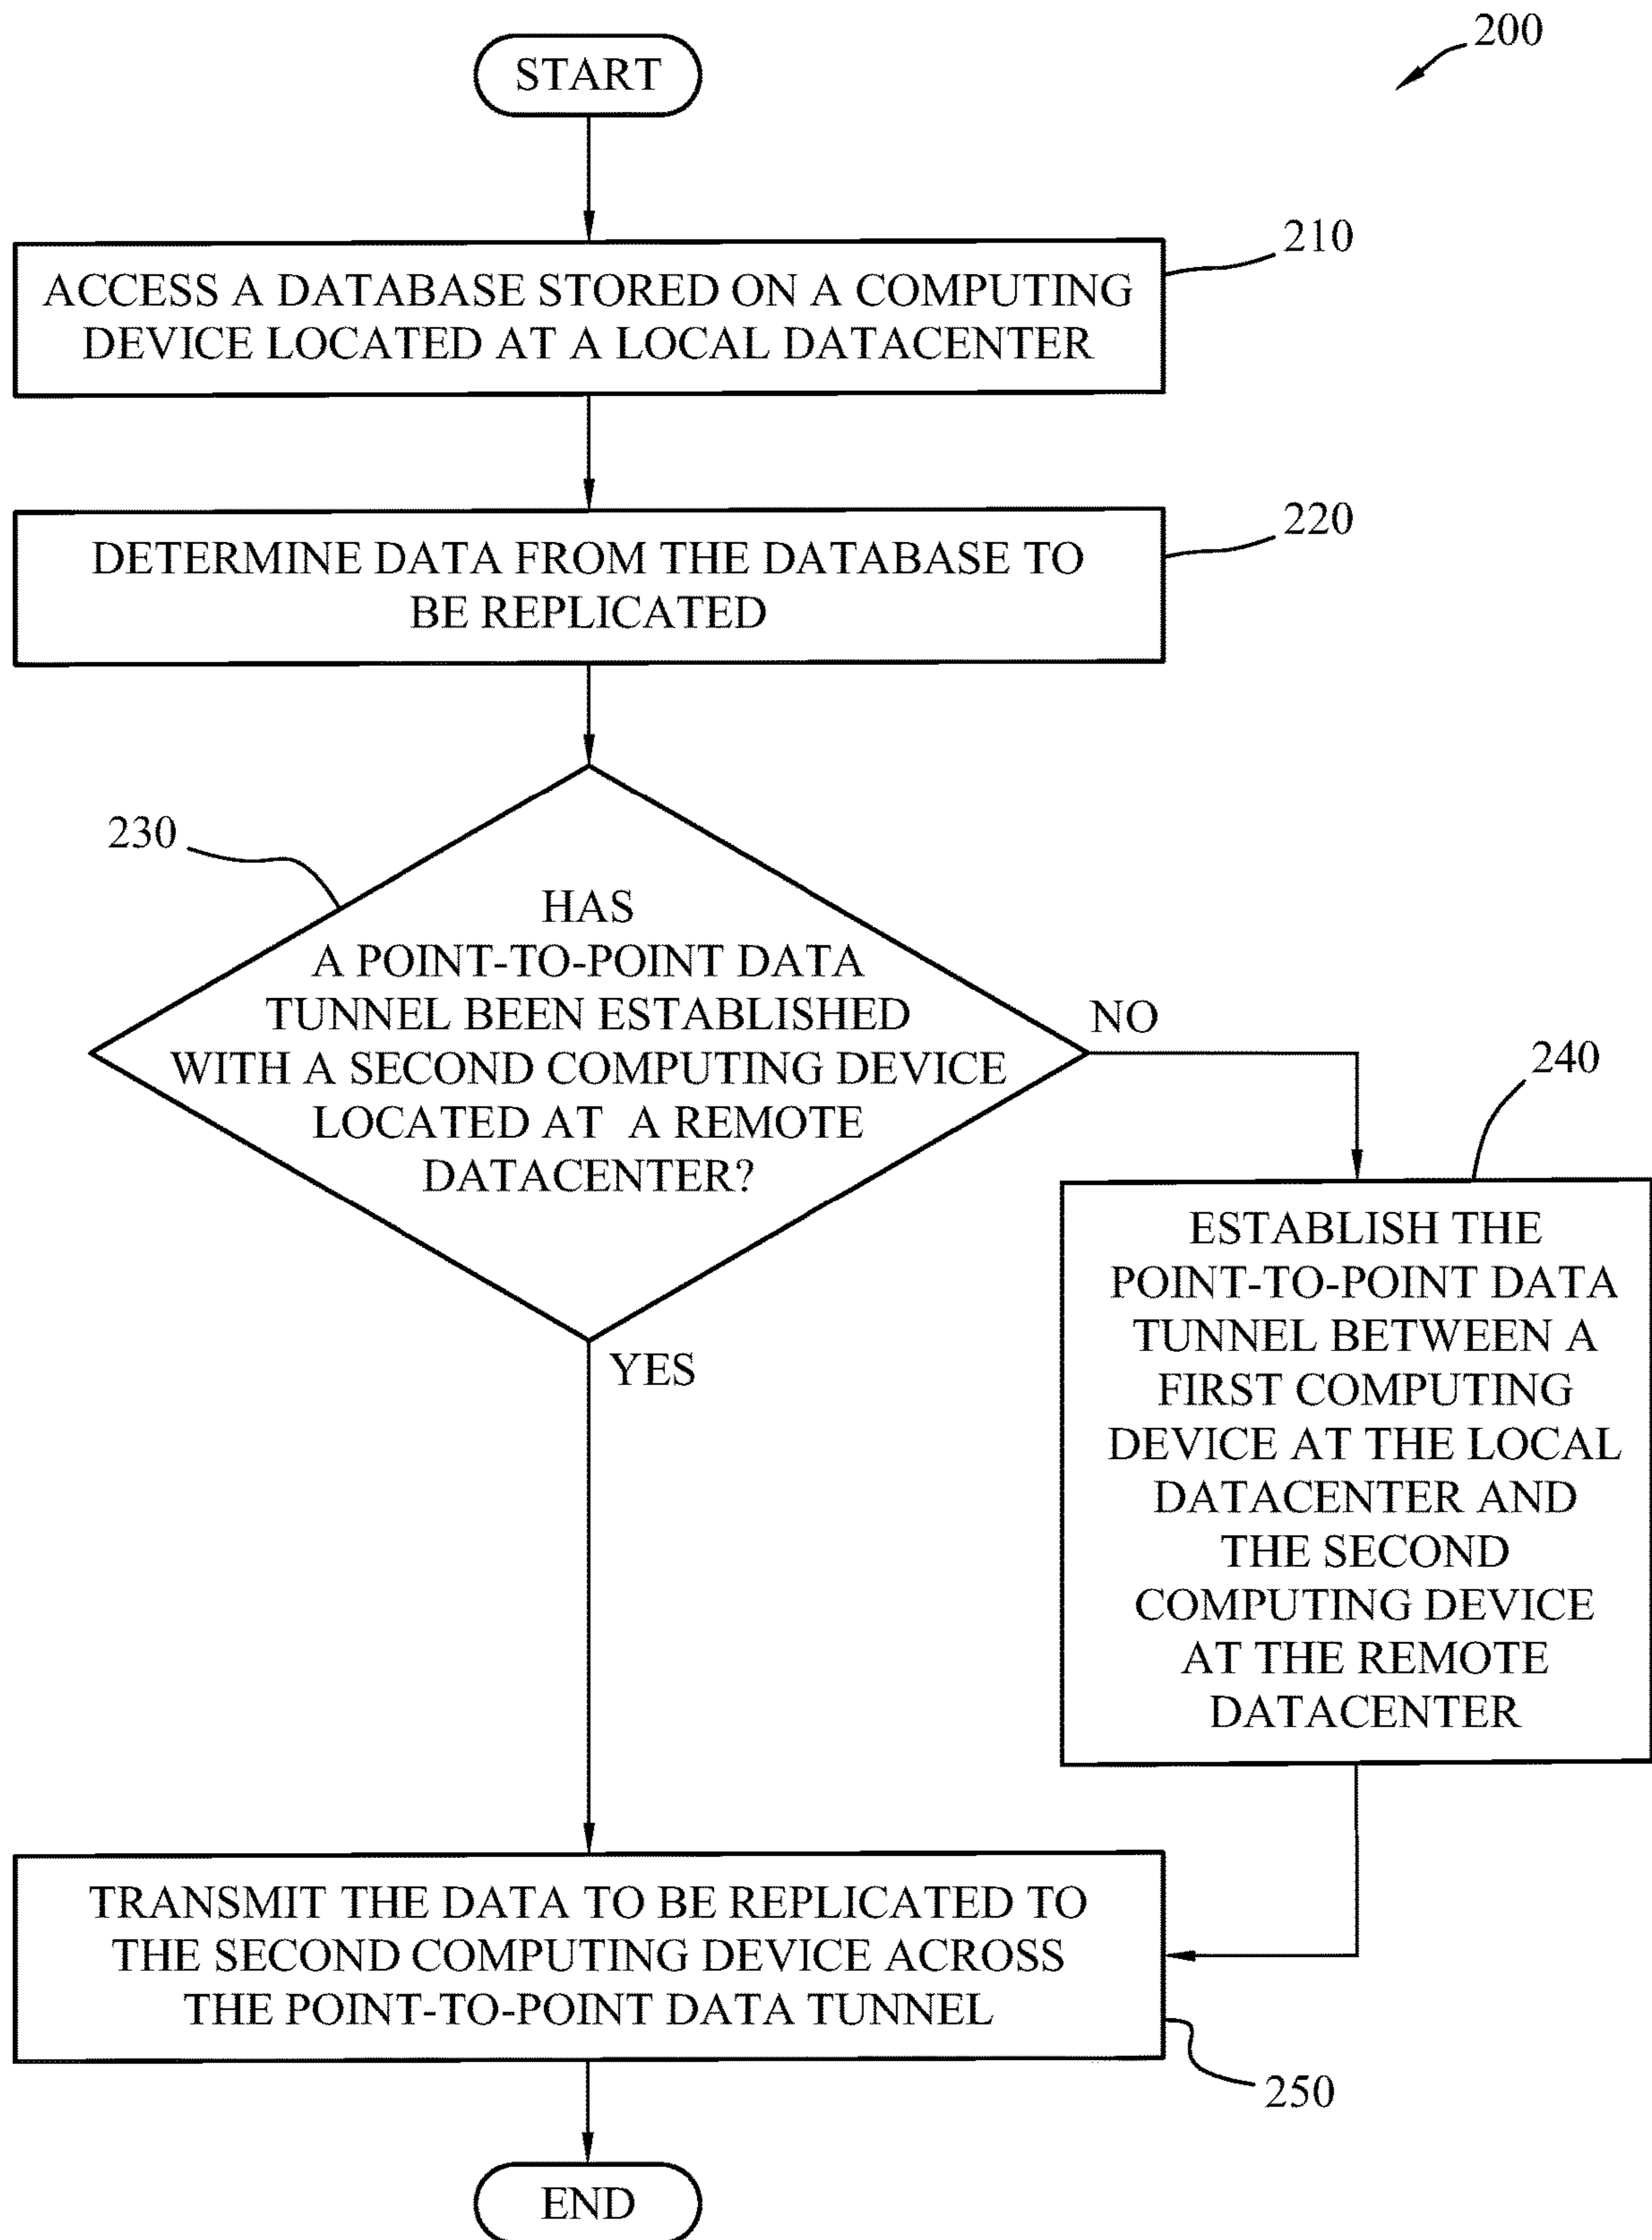 200
START
210
ACCESS A DATABASE STORED ON A COMPUTING
DEVICE LOCATED AT A LOCAL DATACENTER
220
DETERMINE DATA FROM THE DATABASE TO
BE REPLICATED
230
HAS
A POINT-TO-POINT DATA
TUNNEL BEEN ESTABLISHED
WITH A SECOND COMPUTING DEVICE
LOCATED AT A REMOTE
DATACENTER?
NO
YES
240
ESTABLISH THE
POINT-TO-POINT DATA
TUNNEL BETWEEN A
FIRST COMPUTING
DEVICE AT THE LOCAL
DATACENTER AND
THE SECOND
COMPUTING DEVICE
AT THE REMOTE
DATACENTER
TRANSMIT THE DATA TO BE REPLICATED TO
THE SECOND COMPUTING DEVICE ACROSS
THE POINT-TO-POINT DATA TUNNEL
250
END